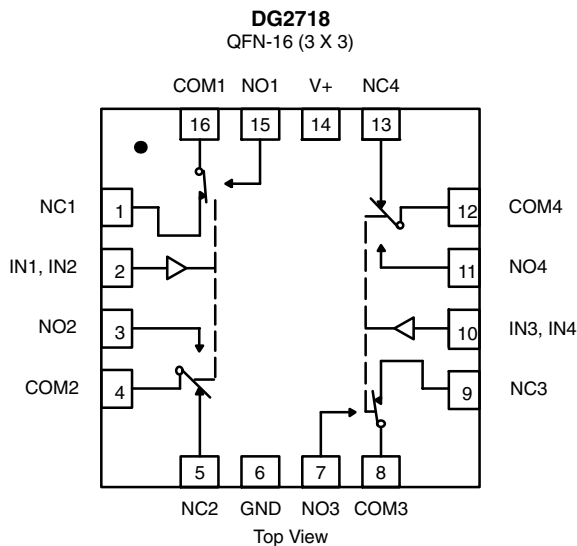 DG2718
QFN-16 (3 X 3)
COM1 NO1 V+ NC4
16 15 14 13
NC1 1 12 COM4
IN1, IN2 2 11 NO4
NO2 3 10 IN3, IN4
COM2 4 9 NC3
5 6 7 8
NC2 GND NO3 COM3
Top View